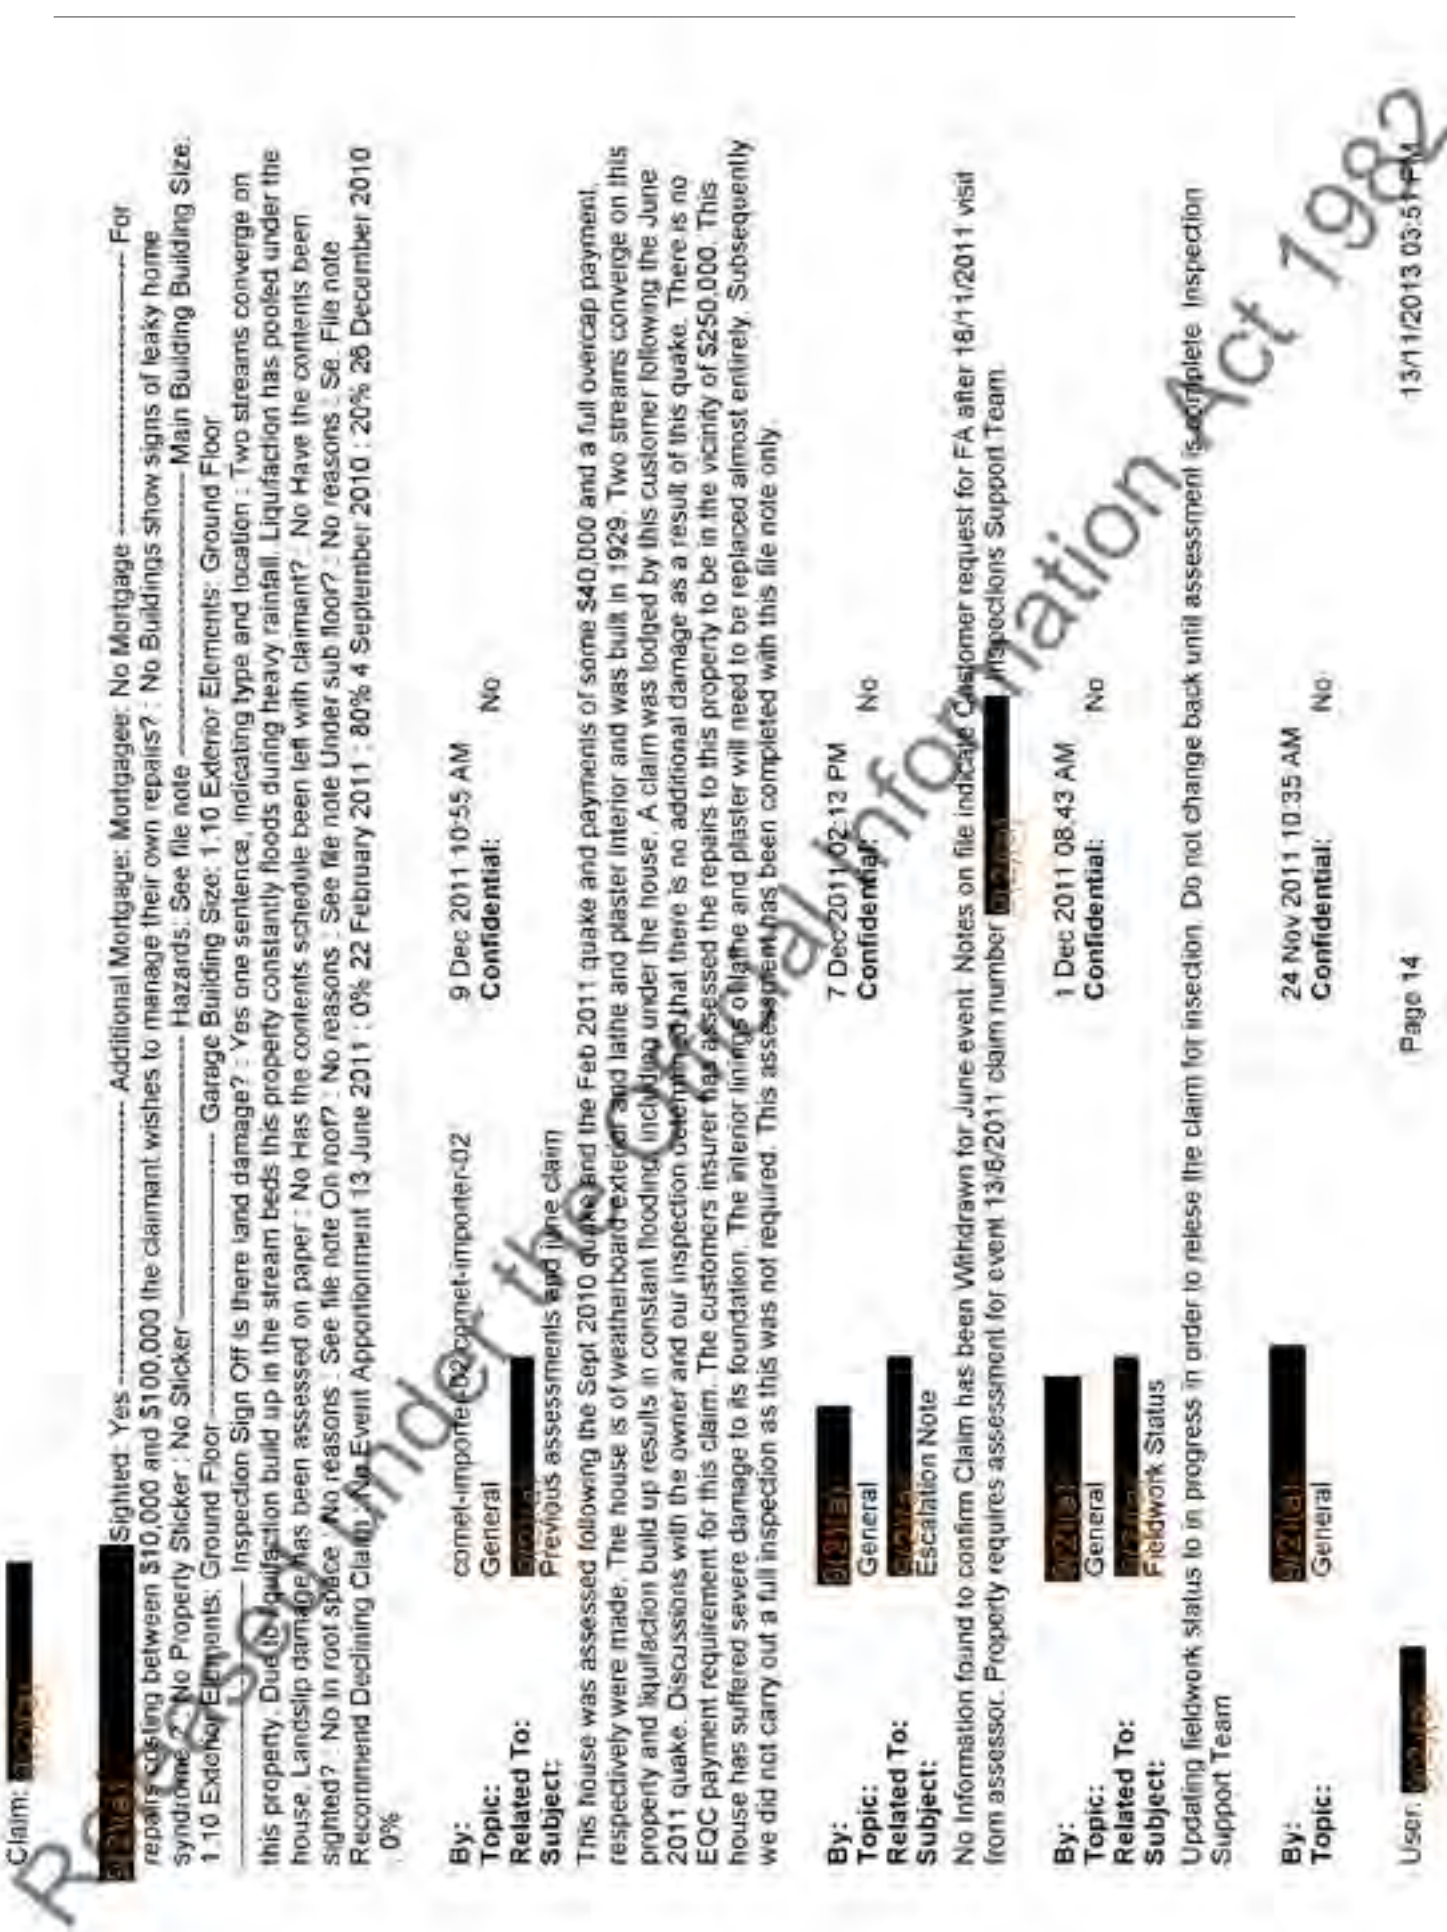 Claim:
Sighted: Yes ---------------------------------- Additional Mortgage: Mortgagee: No Mortgage ---------------------------------- For
repairs costing between $10,000 and $100,000 the claimant wishes to manage their own repairs? : No Buildings show signs of leaky home
syndrome? : No Property Sticker : No Sticker ---------------------------------- Hazards: See file note ---------------------------------- Main Building Building Size:
1.10 Exterior Elements: Ground Floor ---------------------------------- Garage Building Size: 1.10 Exterior Elements: Ground Floor
---------------------------------- Inspection Sign Off Is there land damage? : Yes one sentence, indicating type and location : Two streams converge on
this property. Due to liquifaction build up in the stream beds this property constantly floods during heavy rainfall. Liquifaction has pooled under the
house. Landslip damage has been assessed on paper : No Has the contents schedule been left with claimant? : No Have the contents been
sighted? : No In roof space : No reasons : See file note On roof? : No reasons : See file note Under sub floor? : No reasons : Se. File note
Recommend Declining Claim : No Event Apportionment 13 June 2011 : 0% 22 February 2011 : 80% 4 September 2010 : 20% 26 December 2010
: 0%
By: comet-importer-02 comet-importer-02 9 Dec 2011 10:55 AM
Topic: General Confidential: No
Related To:
Subject: Previous assessments and june claim
This house was assessed following the Sept 2010 quake and the Feb 2011 quake and payments of some $40,000 and a full overcap payment,
respectively were made. The house is of weatherboard exterior and lathe and plaster interior and was built in 1929. Two streams converge on this
property and liquifaction build up results in constant flooding, including under the house. A claim was lodged by this customer following the June
2011 quake. Discussions with the owner and our inspection determined that there is no additional damage as a result of this quake. There is no
EQC payment requirement for this claim. The customers insurer has assessed the repairs to this property to be in the vicinity of $250,000. This
house has suffered severe damage to its foundation. The interior linings of lathe and plaster will need to be replaced almost entirely. Subsequently
we did not carry out a full inspection as this was not required. This assessment has been completed with this file note only.
By: 7 Dec 2011 02:13 PM
Topic: General Confidential: No
Related To:
Subject: Escalation Note
No Information found to confirm Claim has been Withdrawn for June event. Notes on file indicate Customer request for FA after 16/11/2011 visit
from assessor. Property requires assessment for event 13/6/2011 claim number Inspections Support Team.
By: 1 Dec 2011 08:43 AM
Topic: General Confidential: No
Related To:
Subject: Fieldwork Status
Updating fieldwork status to in progress in order to relese the claim for insection. Do not change back until assessment is complete. Inspection
Support Team
By: 24 Nov 2011 10:35 AM
Topic: General Confidential: No
User: Page 14 13/11/2013 03:51 PM
Released under the Official Information Act 1982